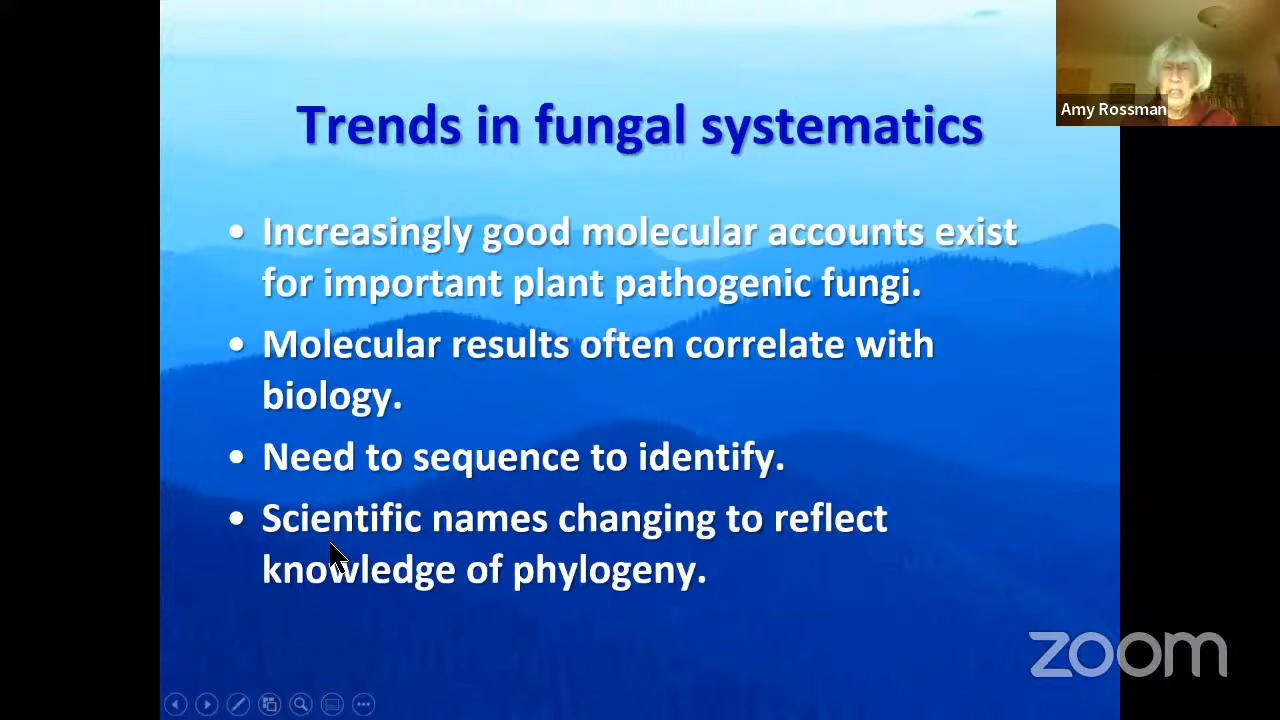 Trends in fungal systematics
Amy Rossman
• Increasingly good molecular accounts exist
for important plant pathogenic fungi.
• Molecular results often correlate with
biology.
• Need to sequence to identify.
• Scientific names changing to reflect
knowledge of phylogeny.
zoom